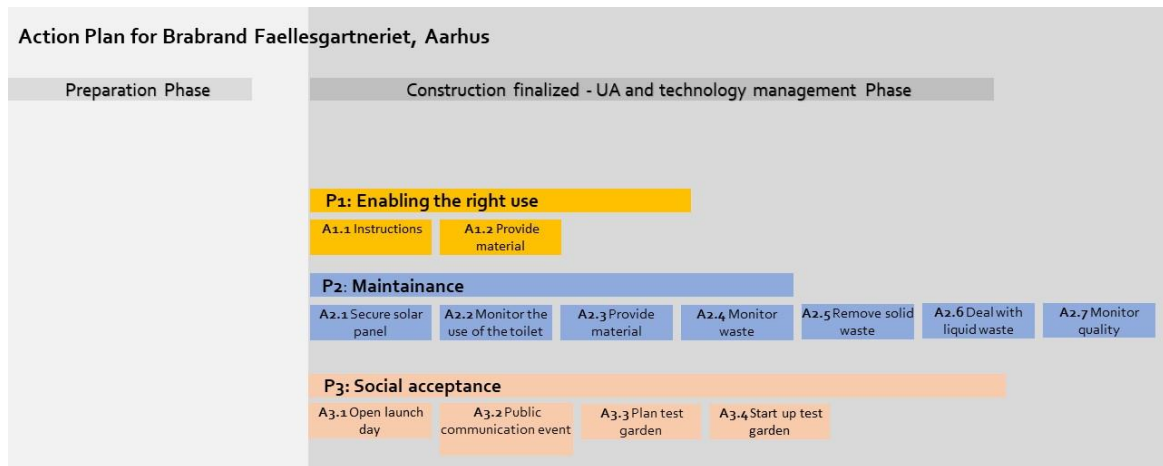 Action Plan for Brabrand Faellesgartneriet, Aarhus
Preparation Phase
Construction finalized - UA and technology management Phase
P1: Enabling the right use
A1.1 Instructions
A1.2 Provide
material
P2: Maintainance
A2.1 Secure solar
panel
A2.2 Monitor the
use of the toilet
A2.3 Provide
material
A2.4 Monitor
waste
A2.5 Remove solid
waste
A2.6 Deal with
liquid waste
A2.7 Monitor
quality
P3: Social acceptance
A3.1 Open launch
day
A3.2 Public
communication event
A3.3 Plan test
garden
A3.4 Start up test
garden